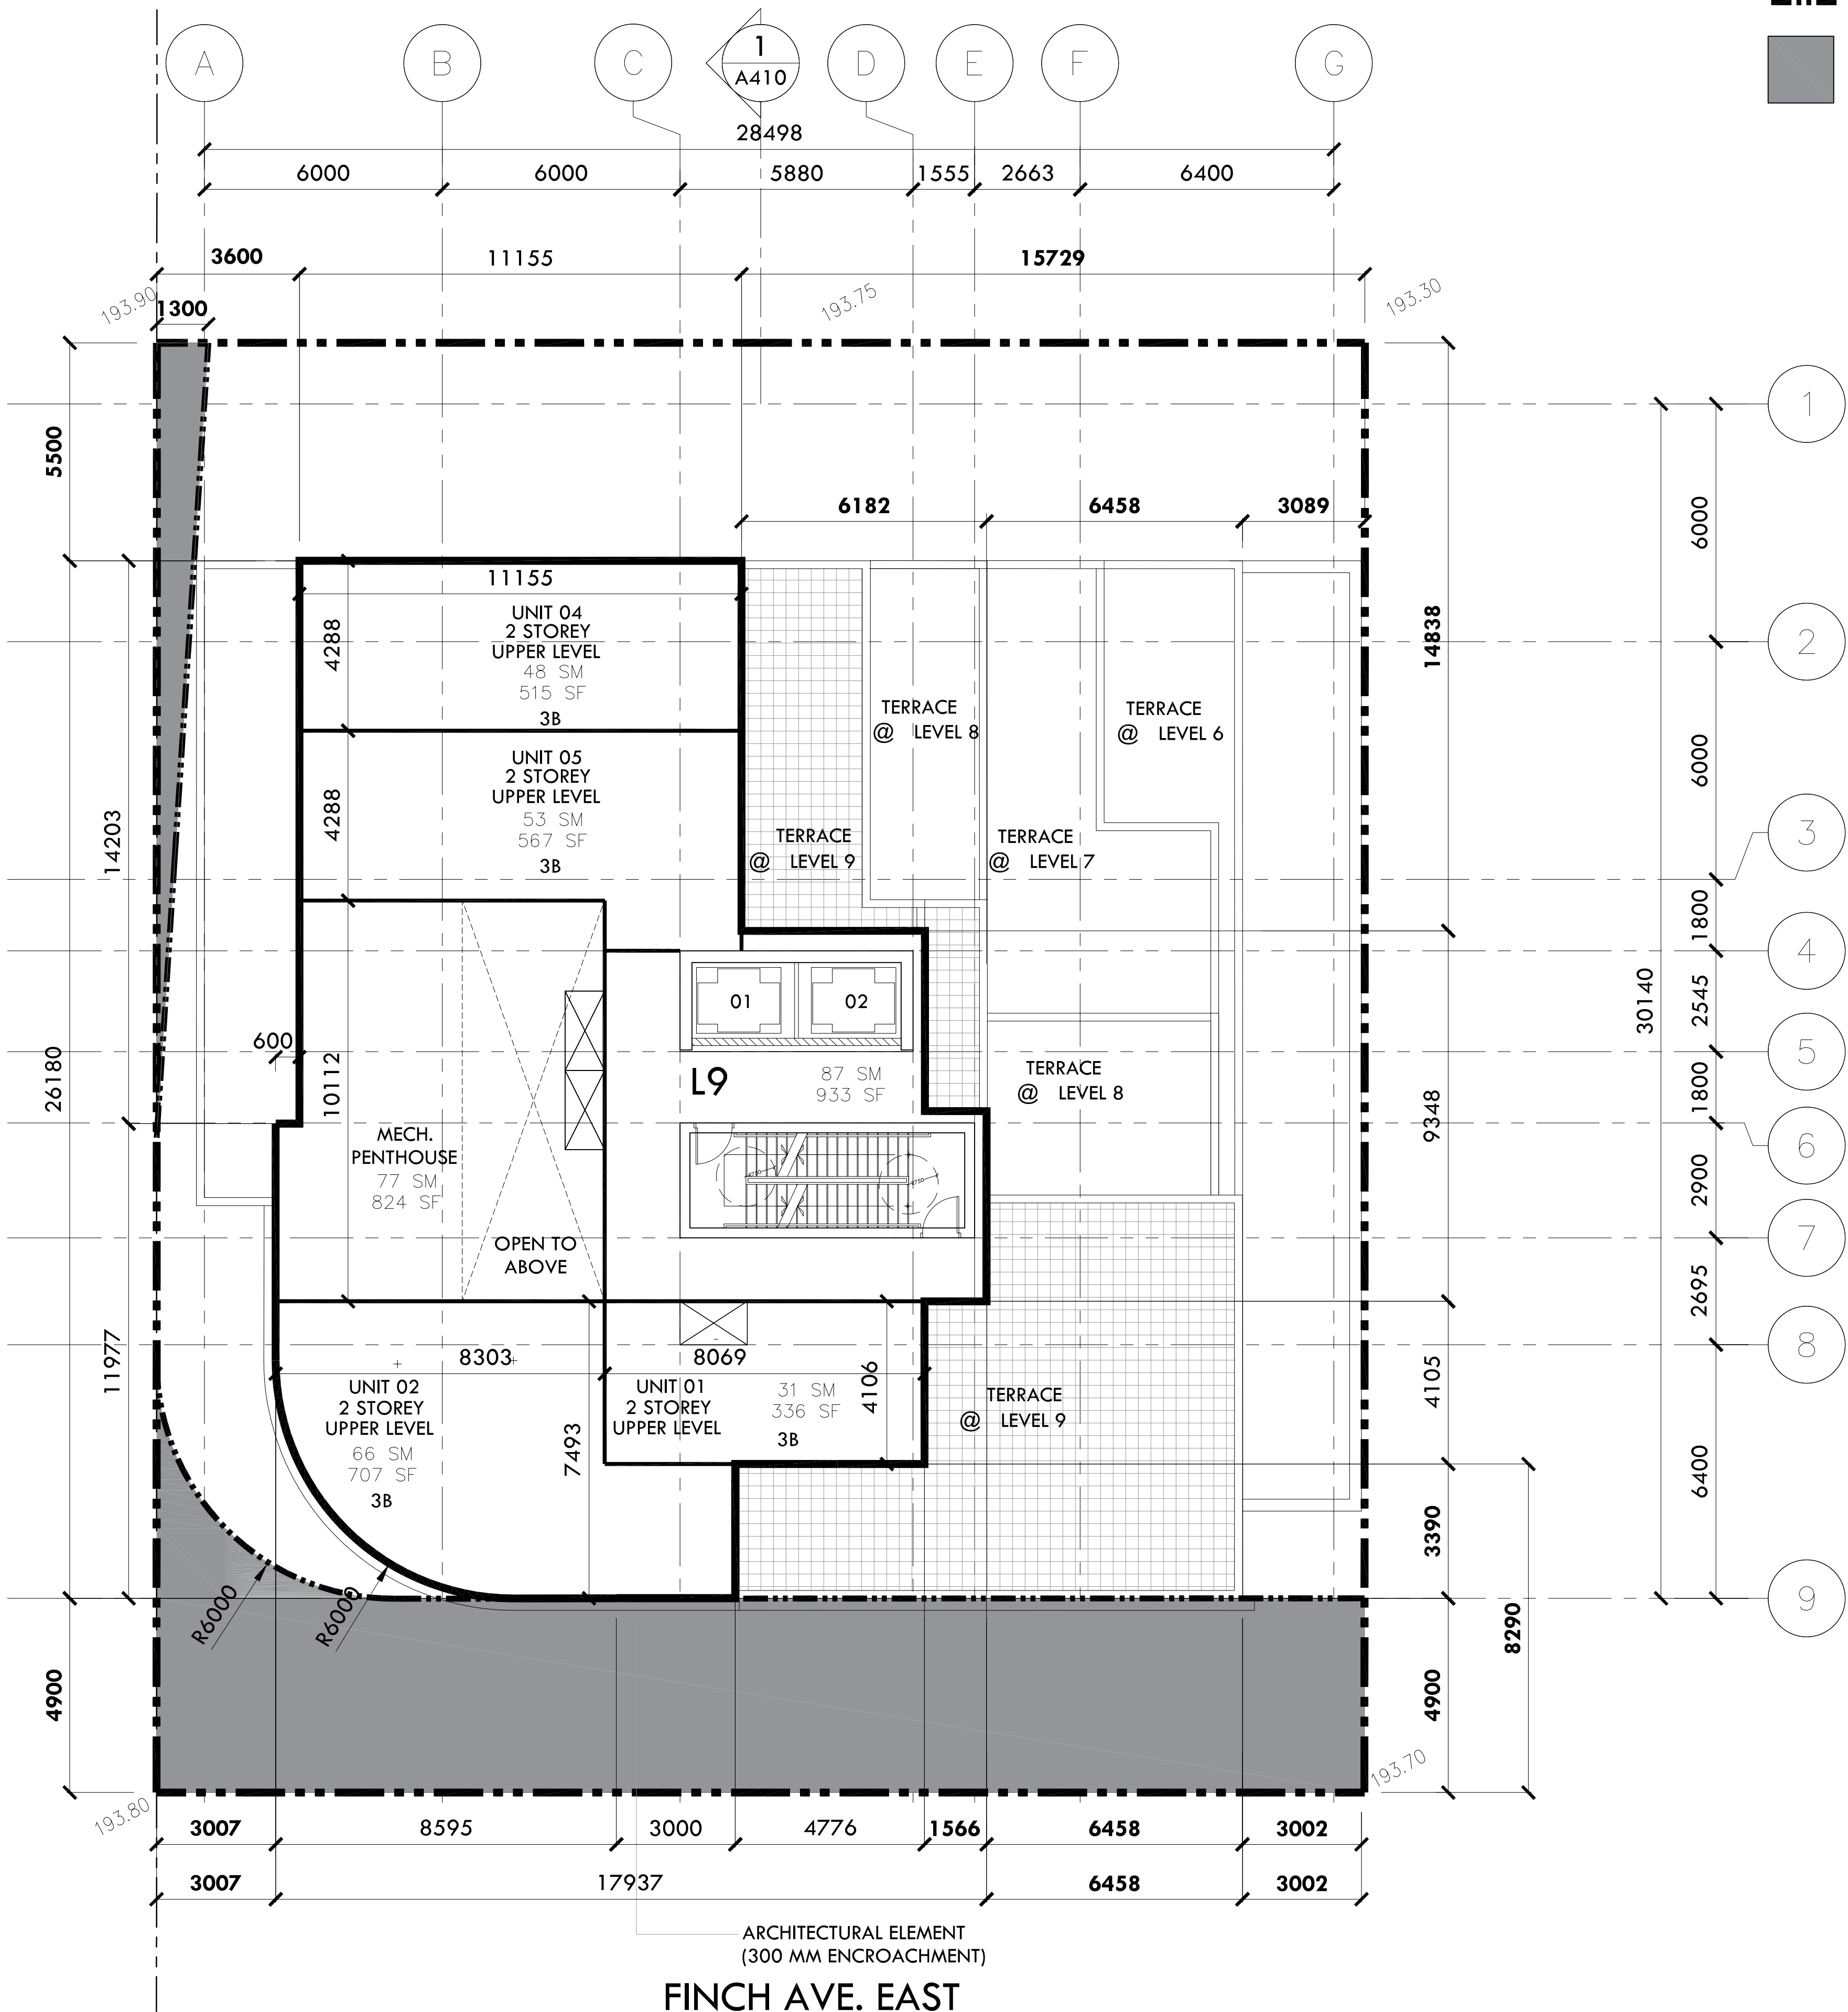 A
B
C
1
A410
D
E
F
G
28498
6000
6000
5880
1555
2663
6400
3600
11155
15729
193.90
1300
193.75
193.30
1
5500
6182
6458
3089
6000
11155
UNIT 04
2 STOREY
UPPER LEVEL
48 SM
515 SF
3B
4288
14838
2
TERRACE
@ LEVEL 8
TERRACE
@ LEVEL 6
UNIT 05
2 STOREY
UPPER LEVEL
53 SM
567 SF
3B
4288
6000
14203
TERRACE
@ LEVEL 9
TERRACE
@ LEVEL 7
3
1800
4
01
02
2545
30140
600
10112
26180
L9
87 SM
933 SF
TERRACE
@ LEVEL 8
5
1800
9348
MECH.
PENTHOUSE
77 SM
824 SF
6
2900
OPEN TO
ABOVE
7
2695
11977
8303
8069
8
UNIT 02
2 STOREY
UPPER LEVEL
66 SM
707 SF
3B
7493
UNIT 01
2 STOREY
UPPER LEVEL
31 SM
336 SF
3B
4106
TERRACE
@ LEVEL 9
4105
6400
3390
R6000
R6000
9
8290
4900
4900
193.80
193.70
3007
8595
3000
4776
1566
6458
3002
3007
17937
6458
3002
ARCHITECTURAL ELEMENT
(300 MM ENCROACHMENT)
FINCH AVE. EAST